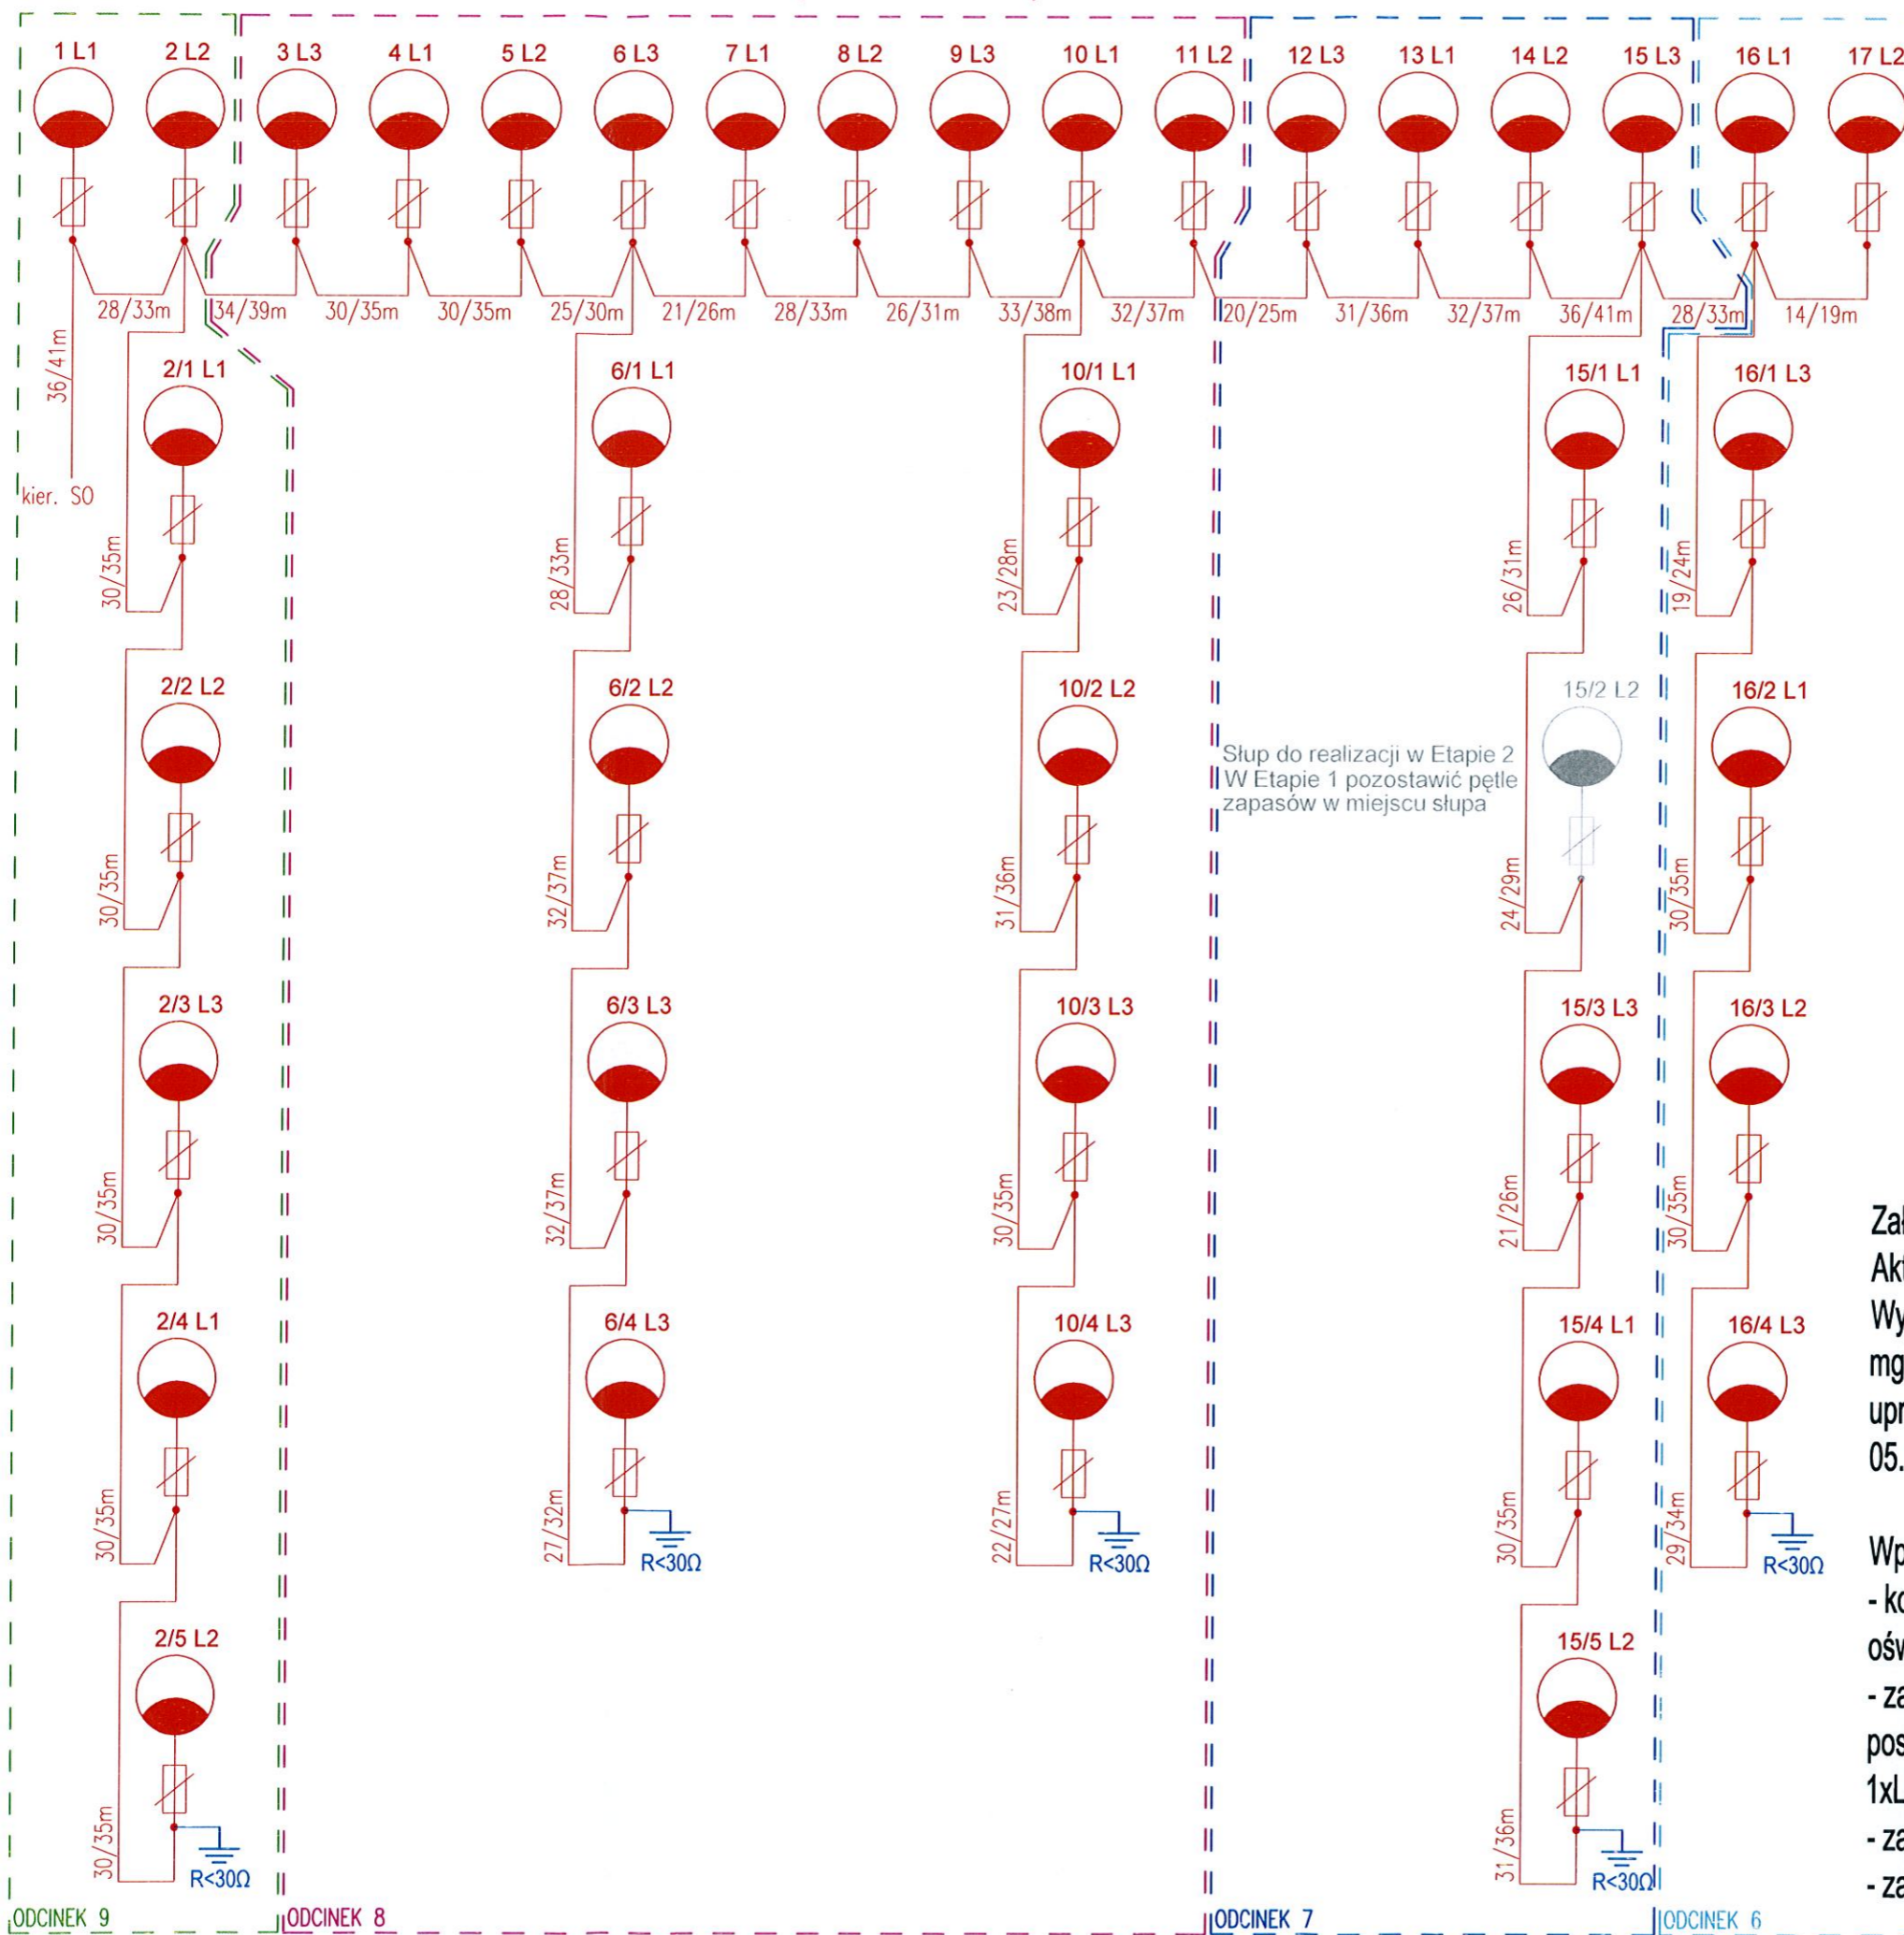 1 L1 2 L2 3 L3 4 L1 5 L2 6 L3 7 L1 8 L2 9 L3 10 L1 11 L2 12 L3 13 L1 14 L2 15 L3 16 L1 17 L2
28/33m 34/39m 30/35m 30/35m 25/30m 21/26m 28/33m 26/31m 33/38m 32/37m 20/25m 31/36m 32/37m 36/41m 28/33m 14/19m
36/41m
kier. SO
2/1 L1 6/1 L1 10/1 L1 15/1 L1 16/1 L3
30/35m 28/33m 23/28m 26/31m 19/24m
2/2 L2 6/2 L2 10/2 L2 15/2 L2 16/2 L1
Słup do realizacji w Etapie 2
W Etapie 1 pozostawić pętle
zapasów w miejscu słupa
30/35m 32/37m 31/36m 24/29m 30/35m
2/3 L3 6/3 L3 10/3 L3 15/3 L3 16/3 L2
30/35m 32/37m 30/35m 21/26m 30/35m
2/4 L1 6/4 L3 10/4 L3 15/4 L1 16/4 L3
30/35m 27/32m 22/27m 30/35m 29/34m
R<30Ω R<30Ω R<30Ω
2/5 L2 15/5 L2
30/35m 31/36m
R<30Ω R<30Ω
ODCINEK 9 ODCINEK 8 ODCINEK 7 ODCINEK 6
05.
1xL
- za
- za